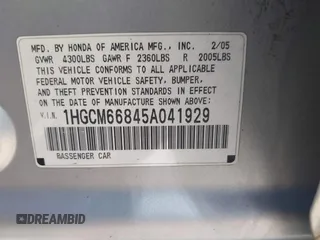 MFD. BY HONDA OF AMERICA MFG., INC. 2/05
GVWR 4300LBS GAWR F 2360LBS R 2005LBS
THIS VEHICLE CONFORMS TO ALL APPLICABLE
FEDERAL MOTOR VEHICLE SAFETY, BUMPER,
AND THEFT PREVENTION STANDARDS IN EFFECT
ON THE DATE OF MANUFACTURE SHOWN ABOVE.
V.I.N. 1HGCM66845A041929
PASSENGER CAR
DREAMBID